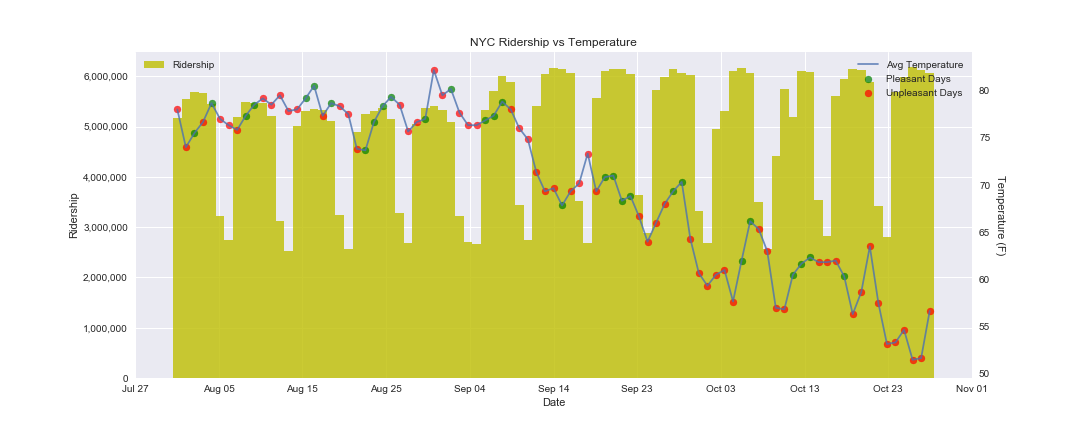 NYC Ridership vs Temperature
Ridership
Avg Temperature
Pleasant Days
Unpleasant Days
6,000,000
5,000,000
4,000,000
3,000,000
2,000,000
1,000,000
0
Ridership
80
75
70
65
60
55
50
Temperature (F)
Jul 27 Aug 05 Aug 15 Aug 25 Sep 04 Sep 14 Sep 23 Oct 03 Oct 13 Oct 23 Nov 01
Date